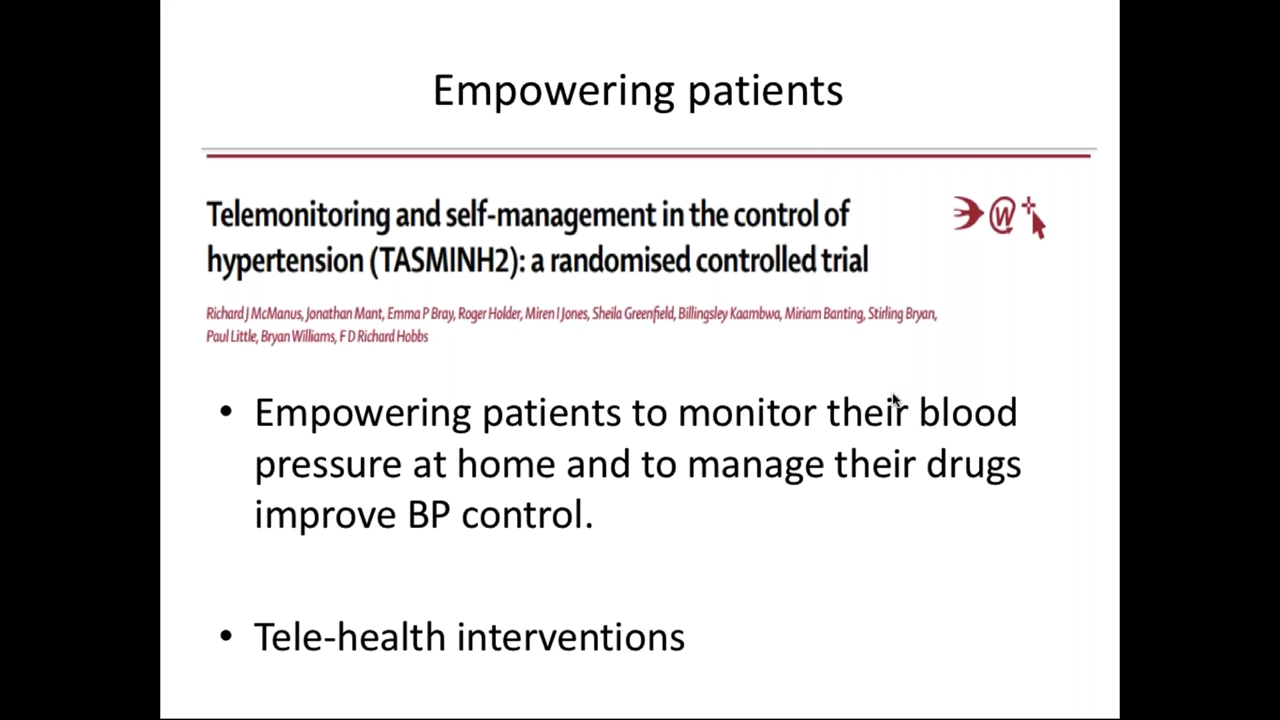 Empowering patients
Telemonitoring and self-management in the control of
hypertension (TASMINH2): a randomised controlled trial
Richard J McManus, Jonathan Mant, Emma P Bray, Roger Holder, Miren I Jones, Sheila Greenfield, Billingsley Kaambwa, Miriam Banting, Stirling Bryan,
Paul Little, Bryan Williams, F D Richard Hobbs
• Empowering patients to monitor their blood
pressure at home and to manage their drugs
improve BP control.
• Tele-health interventions